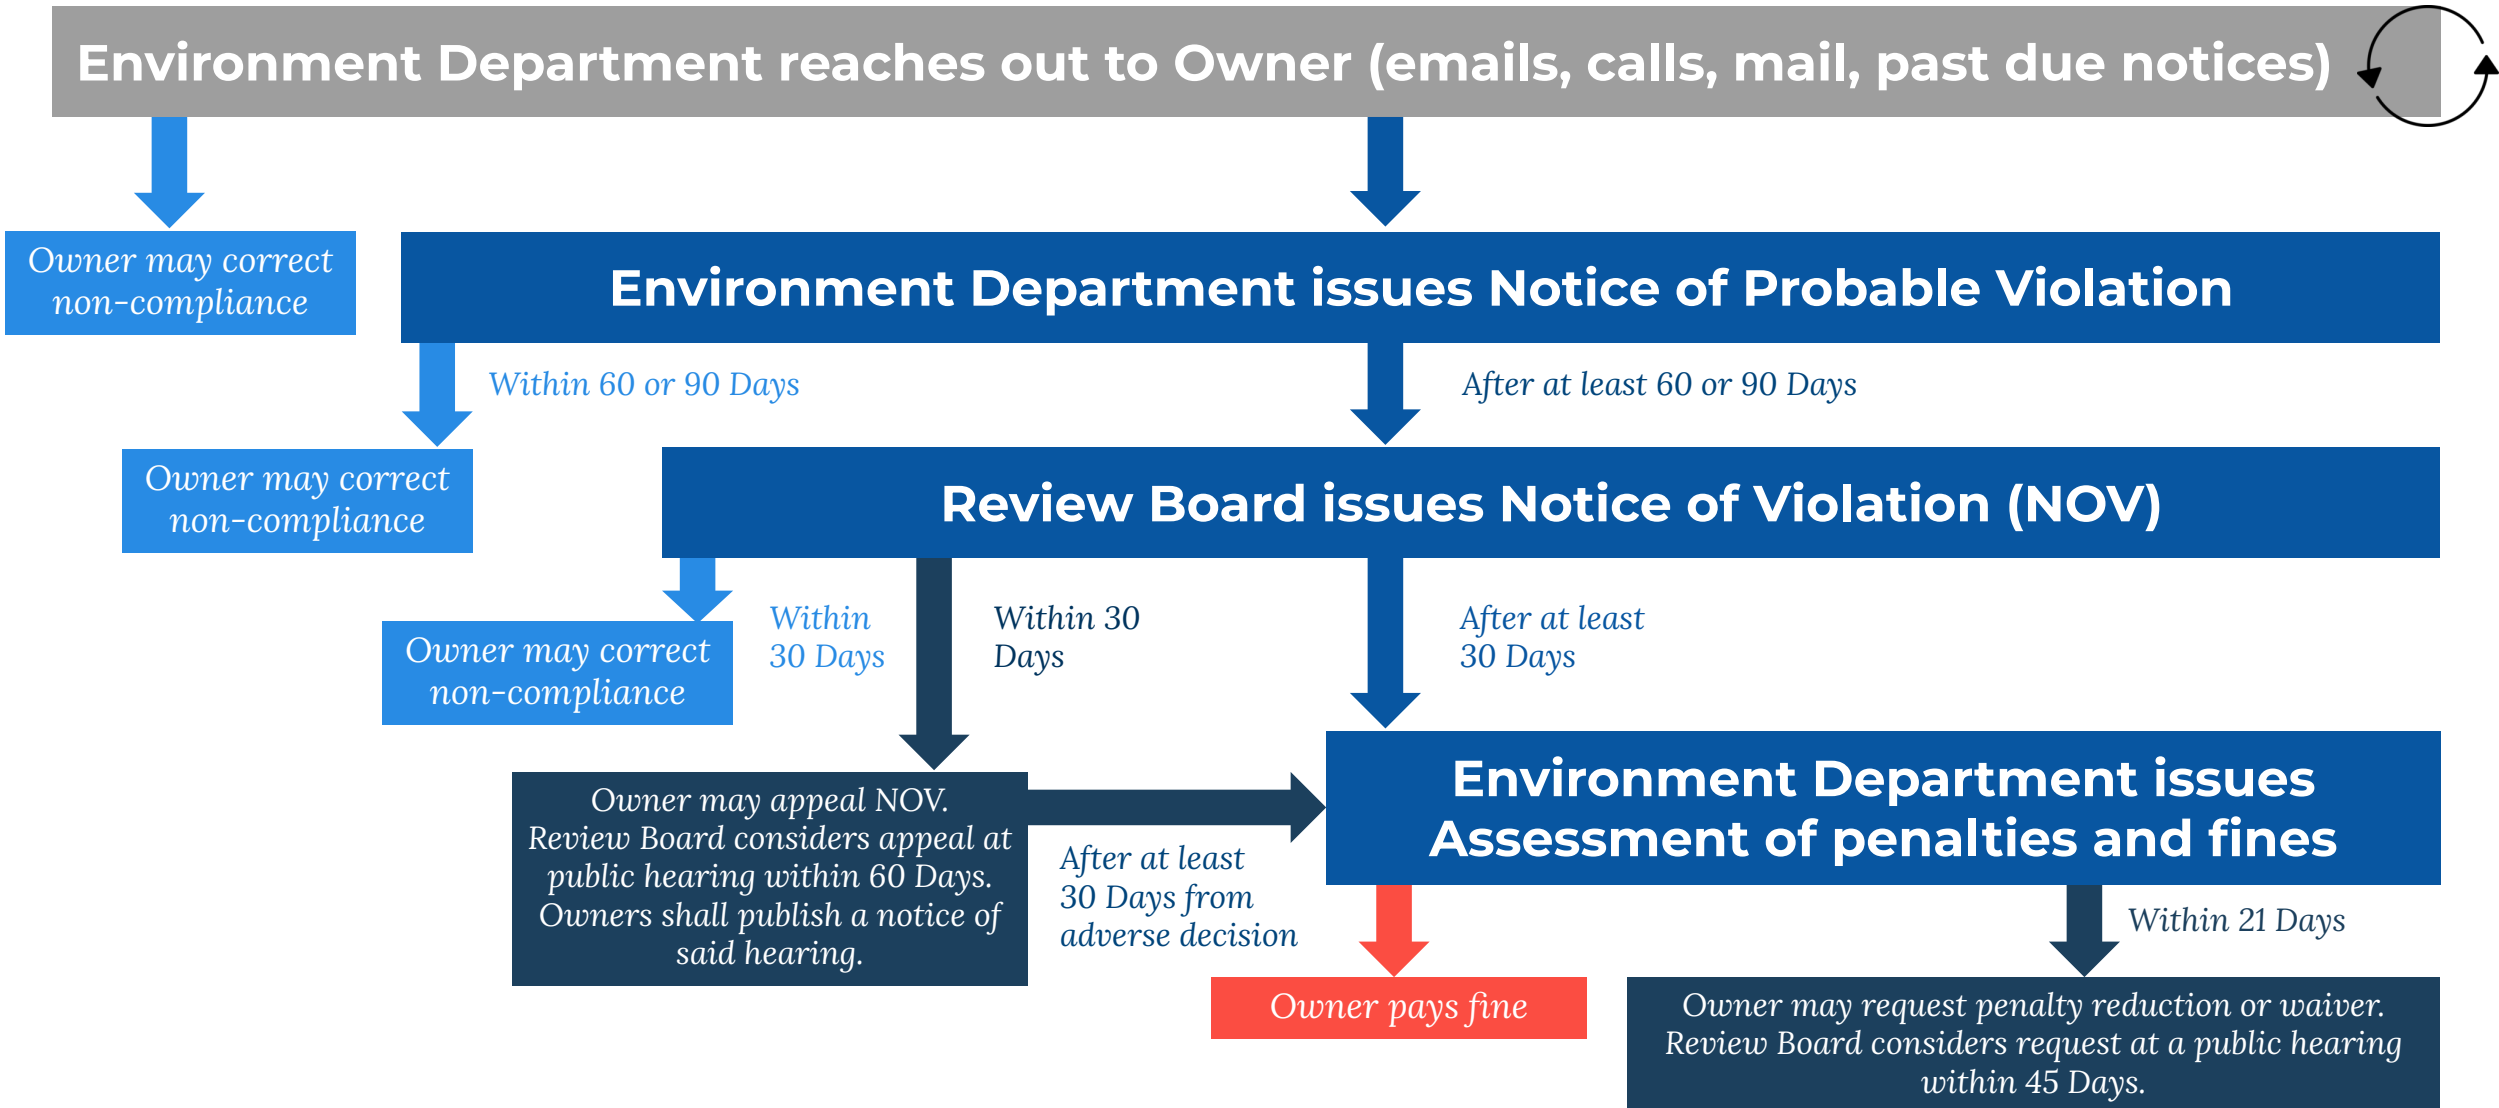 Environment Department reaches out to Owner (emails, calls, mail, past due notices)
Owner may correct
non-compliance
Environment Department issues Notice of Probable Violation
Within 60 or 90 Days
After at least 60 or 90 Days
Owner may correct
non-compliance
Review Board issues Notice of Violation (NOV)
Owner may correct
non-compliance
Within
30 Days
Within 30
Days
After at least
30 Days
Owner may appeal NOV.
Review Board considers appeal at
public hearing within 60 Days.
Owners shall publish a notice of
said hearing.
After at least
30 Days from
adverse decision
Environment Department issues
Assessment of penalties and fines
Within 21 Days
Owner pays fine
Owner may request penalty reduction or waiver.
Review Board considers request at a public hearing
within 45 Days.